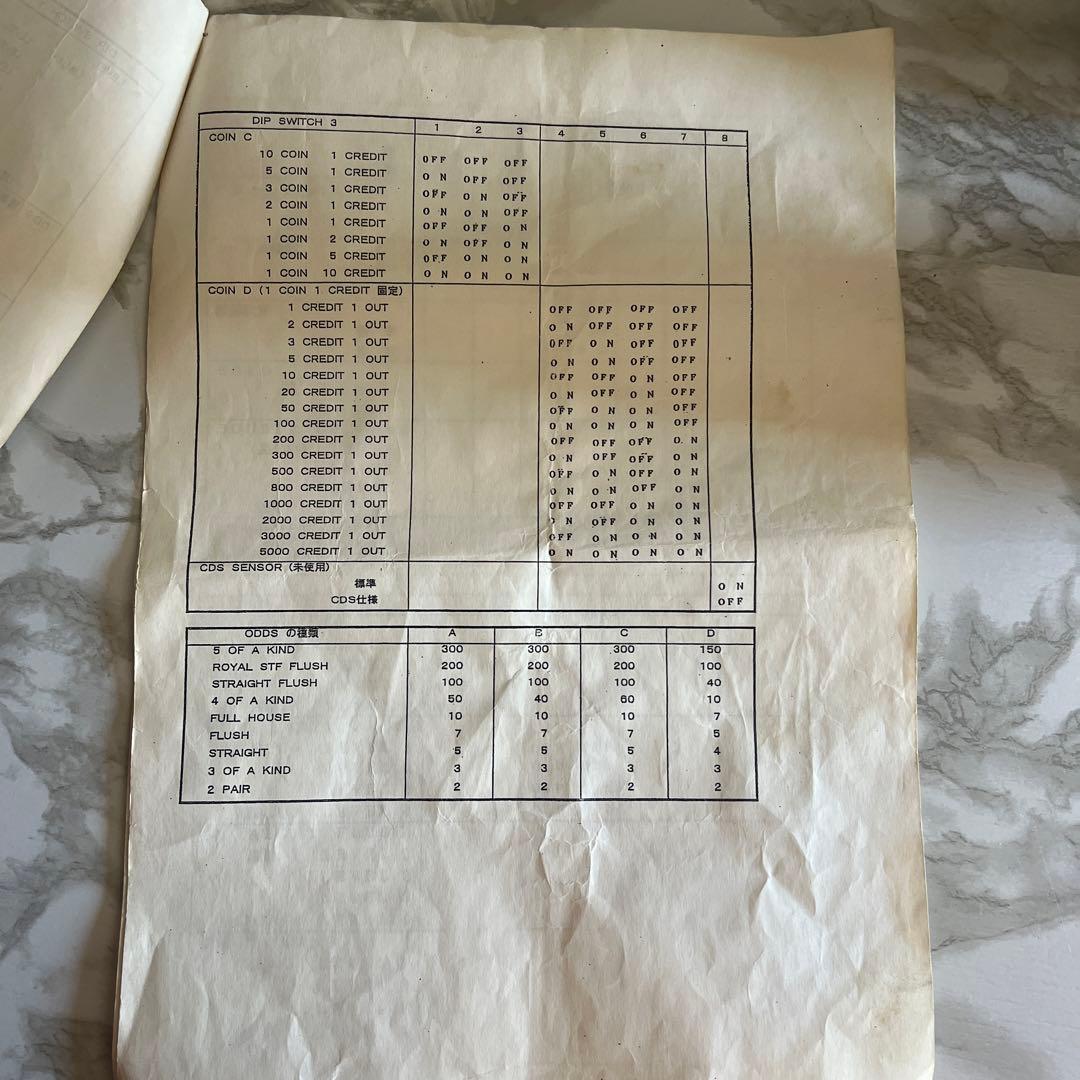 DIP SWITCH 3 1 2 3 4 5 6 7 8
COIN C
10 COIN 1 CREDIT OFF OFF OFF
5 COIN 1 CREDIT ON OFF OFF
3 COIN 1 CREDIT OFF ON OFF
2 COIN 1 CREDIT ON ON OFF
1 COIN 1 CREDIT OFF OFF ON
1 COIN 2 CREDIT ON OFF ON
1 COIN 5 CREDIT OFF ON ON
1 COIN 10 CREDIT ON ON ON
COIN D (1 COIN 1 CREDIT 固定)
1 CREDIT 1 OUT OFF OFF OFF OFF
2 CREDIT 1 OUT ON OFF OFF OFF
3 CREDIT 1 OUT OFF ON OFF OFF
5 CREDIT 1 OUT ON ON OFF OFF
10 CREDIT 1 OUT OFF OFF ON OFF
20 CREDIT 1 OUT ON OFF ON OFF
50 CREDIT 1 OUT OFF ON ON OFF
100 CREDIT 1 OUT ON ON ON OFF
200 CREDIT 1 OUT OFF OFF OFF ON
300 CREDIT 1 OUT ON OFF OFF ON
500 CREDIT 1 OUT OFF ON OFF ON
800 CREDIT 1 OUT ON ON OFF ON
1000 CREDIT 1 OUT OFF OFF ON ON
2000 CREDIT 1 OUT ON OFF ON ON
3000 CREDIT 1 OUT OFF ON ON ON
5000 CREDIT 1 OUT ON ON ON ON
CDS SENSOR (未使用)
標準 ON
CDS仕様 OFF
ODDS の種類 A B C D
5 OF A KIND 300 300 300 150
ROYAL STF FLUSH 200 200 200 100
STRAIGHT FLUSH 100 100 100 40
4 OF A KIND 50 40 60 10
FULL HOUSE 10 10 10 7
FLUSH 7 7 7 5
STRAIGHT 5 5 5 4
3 OF A KIND 3 3 3 3
2 PAIR 2 2 2 2